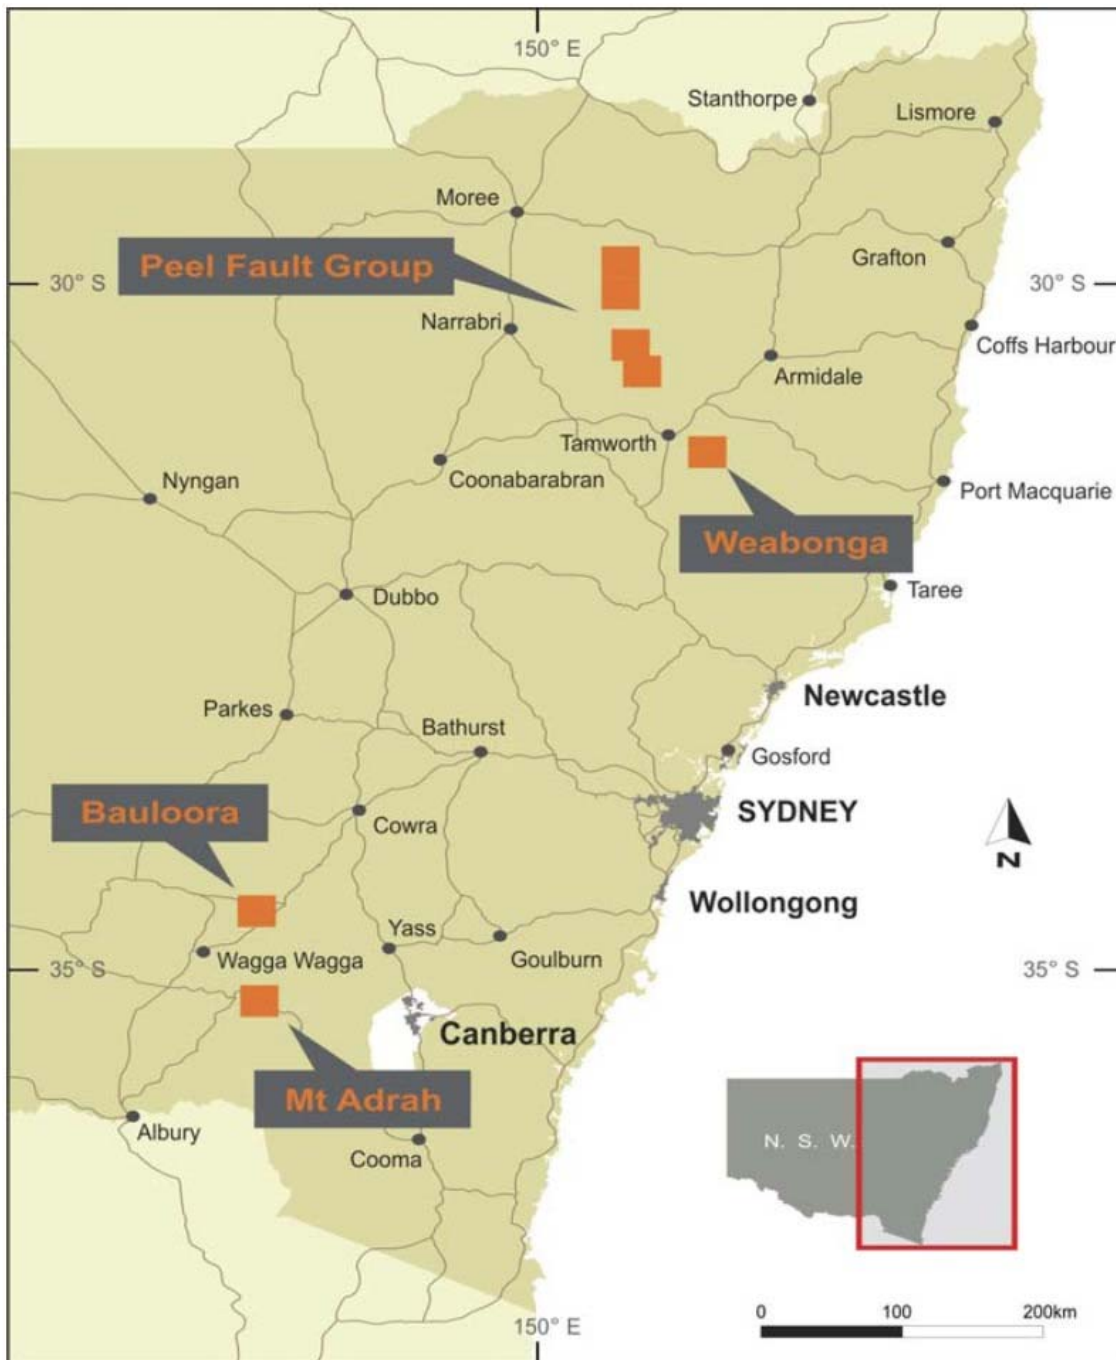 150° E
Stanthorpe
Lismore
Moree
Peel Fault Group
Grafton
30° S
30° S
Narrabri
Coffs Harbour
Armidale
Tamworth
Coonabarabran
Nyngan
Port Macquarie
Weabonga
Taree
Dubbo
Newcastle
Parkes
Bathurst
Gosford
Bauloora
SYDNEY
Cowra
N
Wollongong
Yass
Goulburn
Wagga Wagga
35° S
35° S
Canberra
Mt Adrah
Albury
N. S. W.
Cooma
0 100 200km
150° E